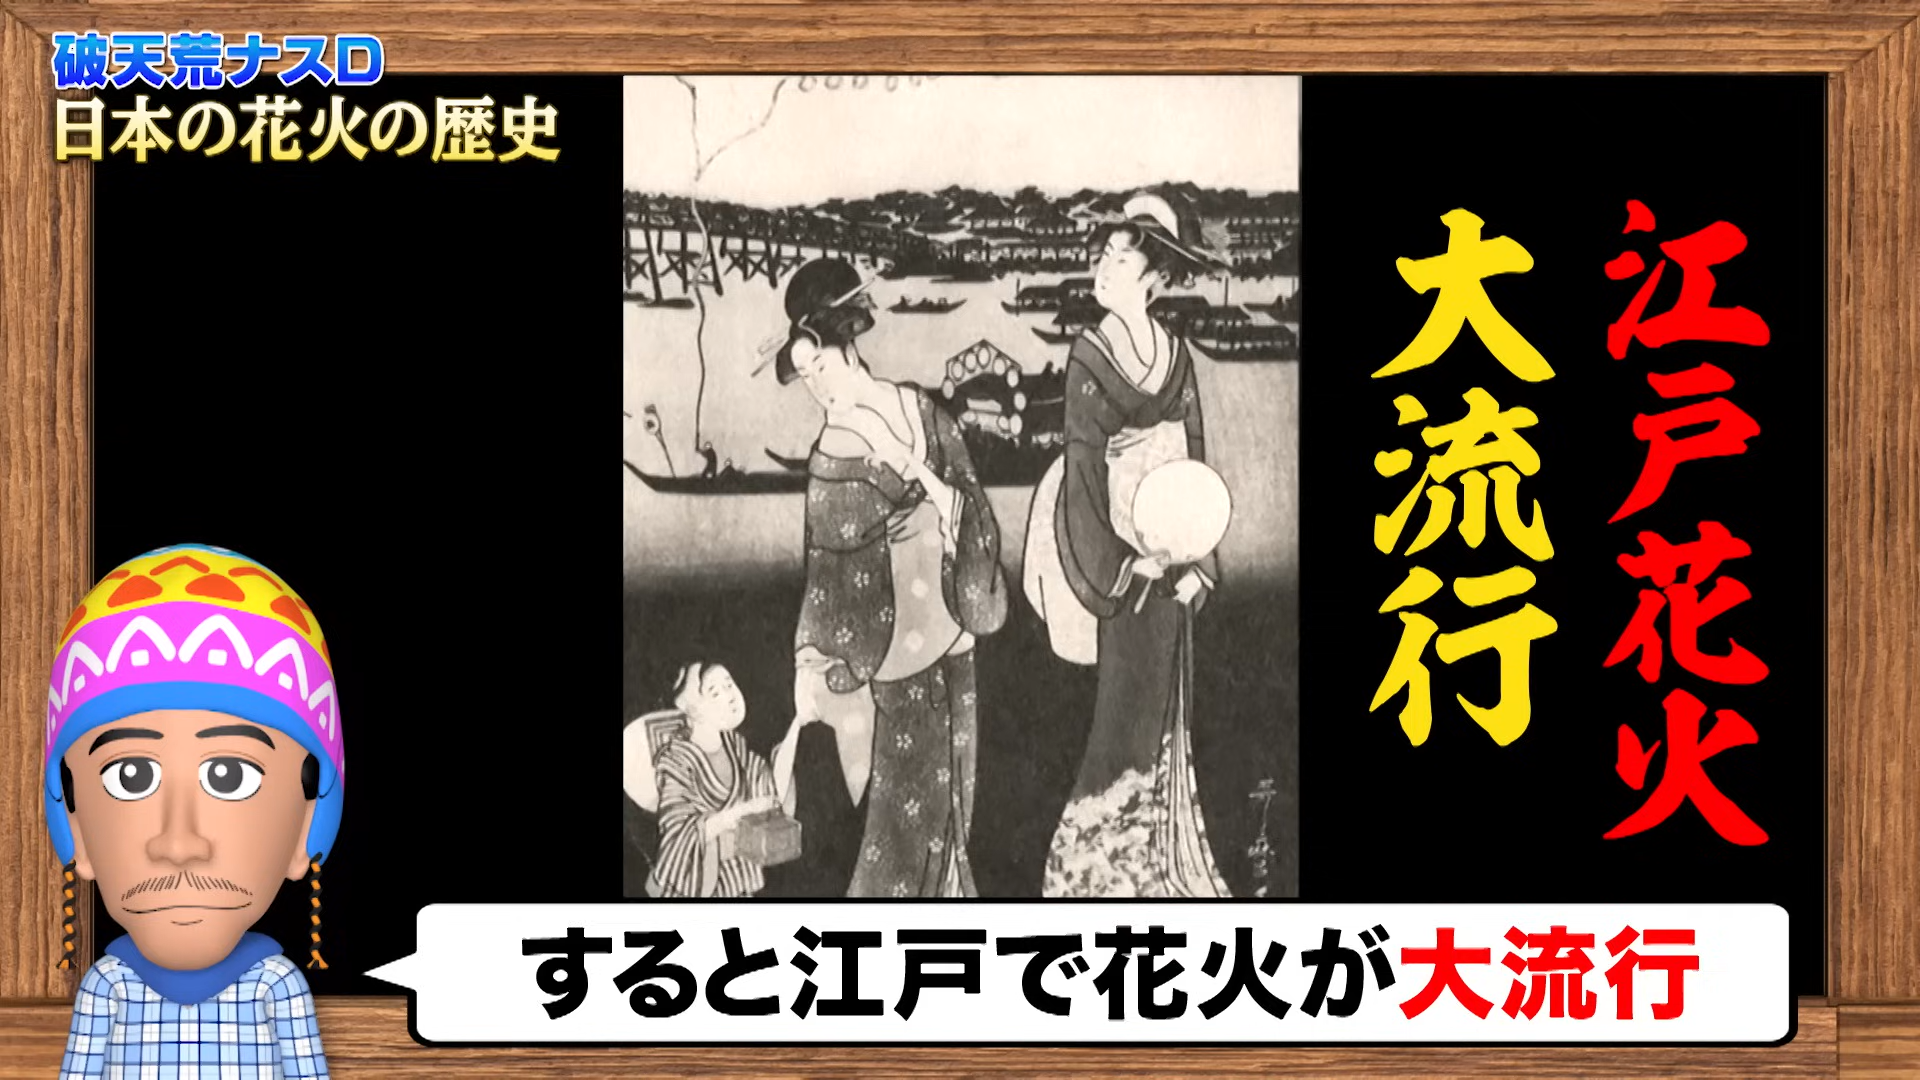 破天荒ナスD
日本の花火の歴史
江戸花火
大流行
すると江戸で花火が大流行